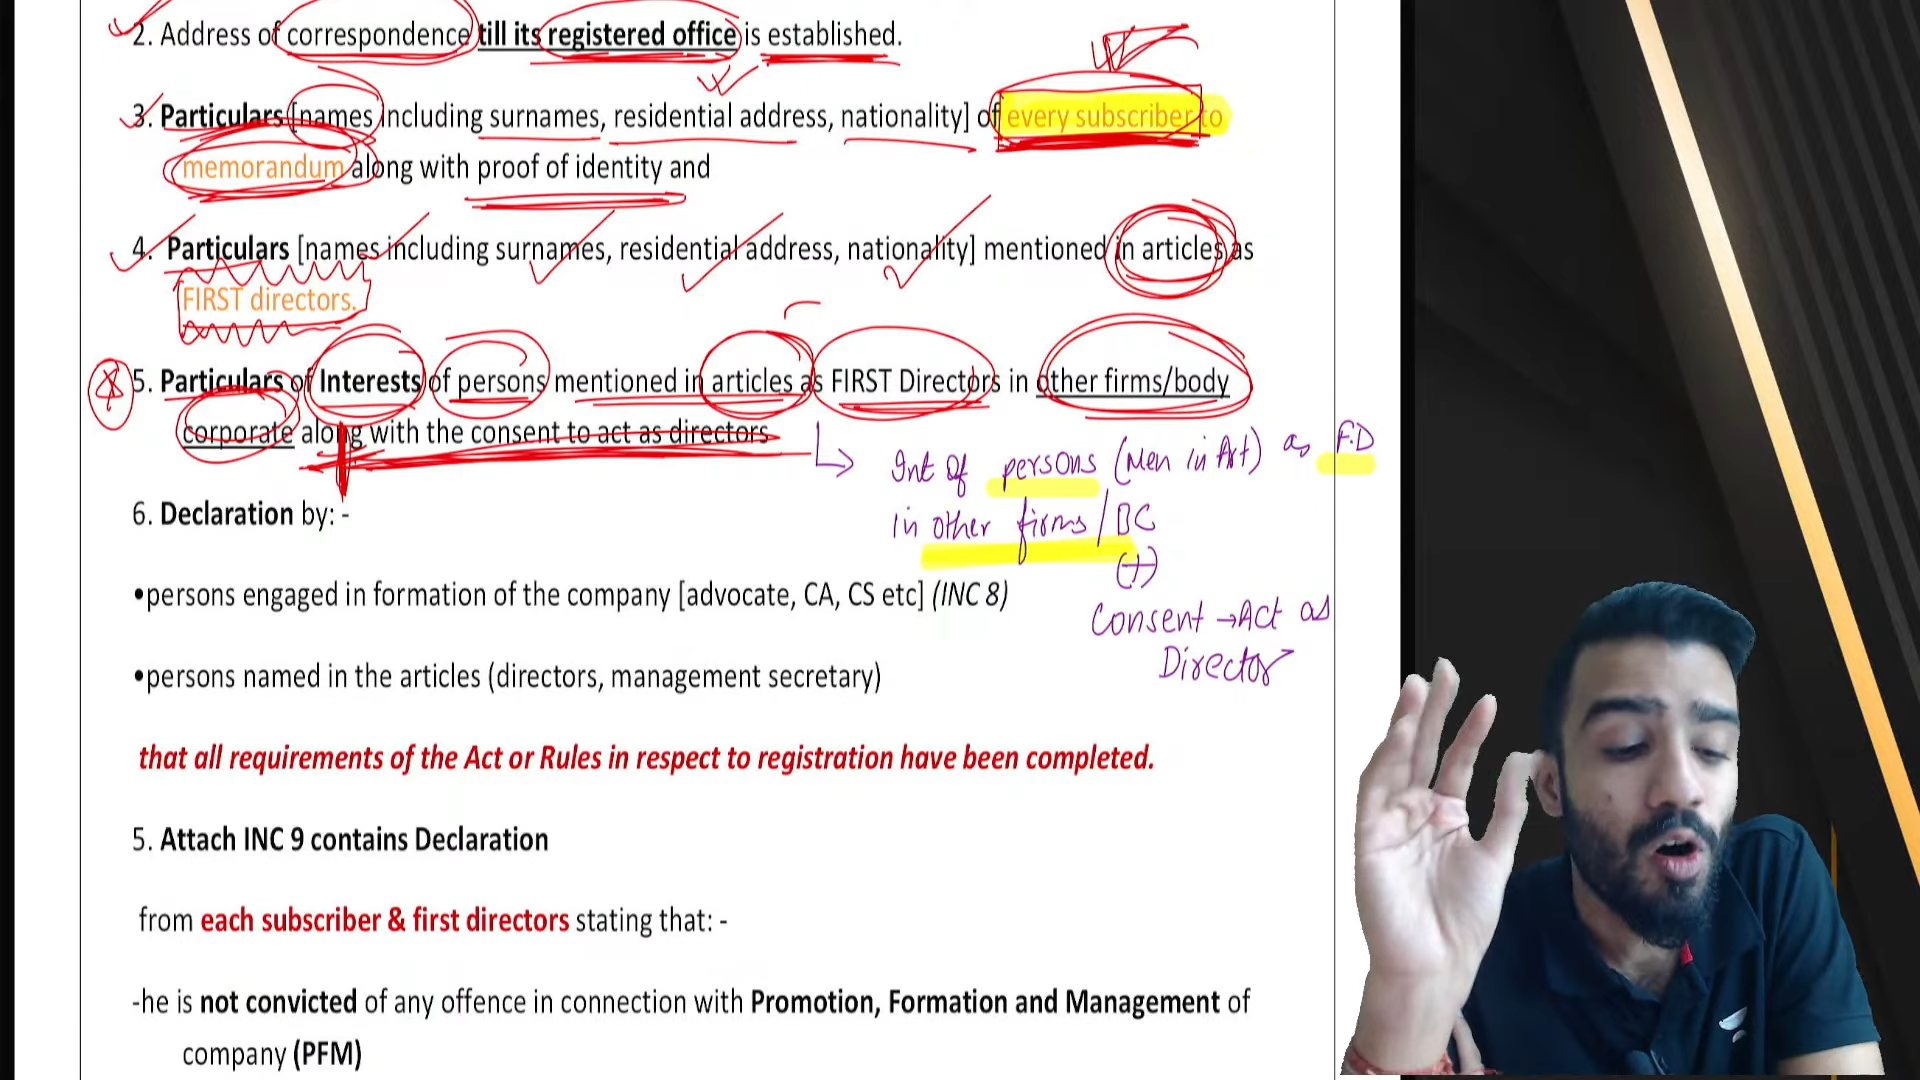 2. Address of correspondence till its registered office is established.
3. Particulars [names including surnames, residential address, nationality] of every subscriber to
memorandum along with proof of identity and
4. Particulars [names including surnames, residential address, nationality] mentioned in articles as
FIRST directors.
5. Particulars of Interests of persons mentioned in articles as FIRST Directors in other firms/body
corporate along with the consent to act as directors
Int of persons (Men in Art) as F.D
in other firms / BC
(+)
Consent → Act as
Director
6. Declaration by: -
•persons engaged in formation of the company [advocate, CA, CS etc] (INC 8)
•persons named in the articles (directors, management secretary)
that all requirements of the Act or Rules in respect to registration have been completed.
5. Attach INC 9 contains Declaration
from each subscriber & first directors stating that: -
-he is not convicted of any offence in connection with Promotion, Formation and Management of
company (PFM)